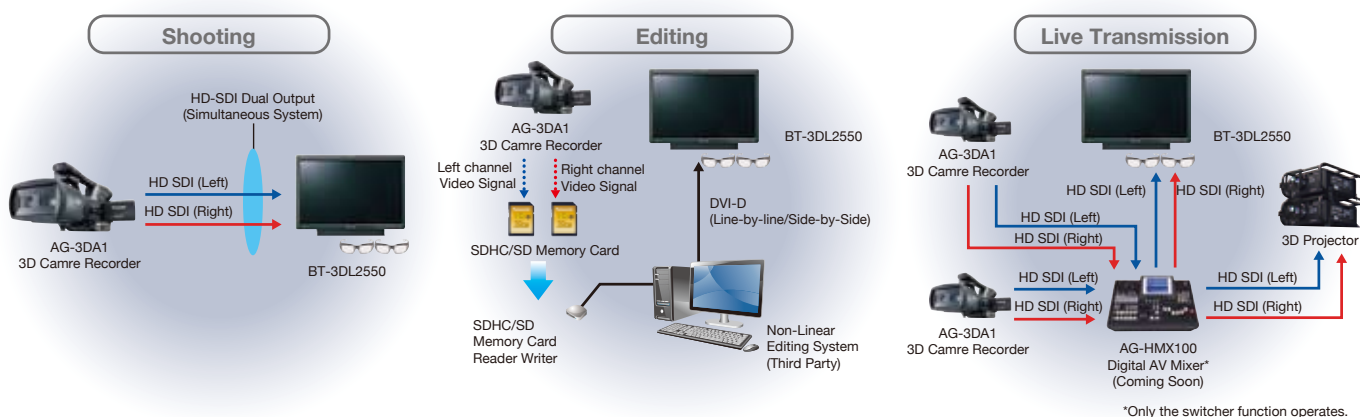 Shooting
HD-SDI Dual Output
(Simultaneous System)
HD SDI (Left)
HD SDI (Right)
AG-3DA1
3D Camre Recorder
BT-3DL2550
Editing
AG-3DA1
3D Camre Recorder
Left channel
Video Signal
Right channel
Video Signal
SDHC/SD Memory Card
SDHC/SD
Memory Card
Reader Writer
BT-3DL2550
DVI-D
(Line-by-line/Side-by-Side)
Non-Linear
Editing System
(Third Party)
Live Transmission
AG-3DA1
3D Camre Recorder
BT-3DL2550
HD SDI (Left)
HD SDI (Right)
HD SDI (Left)
HD SDI (Right)
3D Projector
HD SDI (Left)
HD SDI (Right)
AG-3DA1
3D Camre Recorder
HD SDI (Left)
HD SDI (Right)
AG-HMX100
Digital AV Mixer*
(Coming Soon)
*Only the switcher function operates.